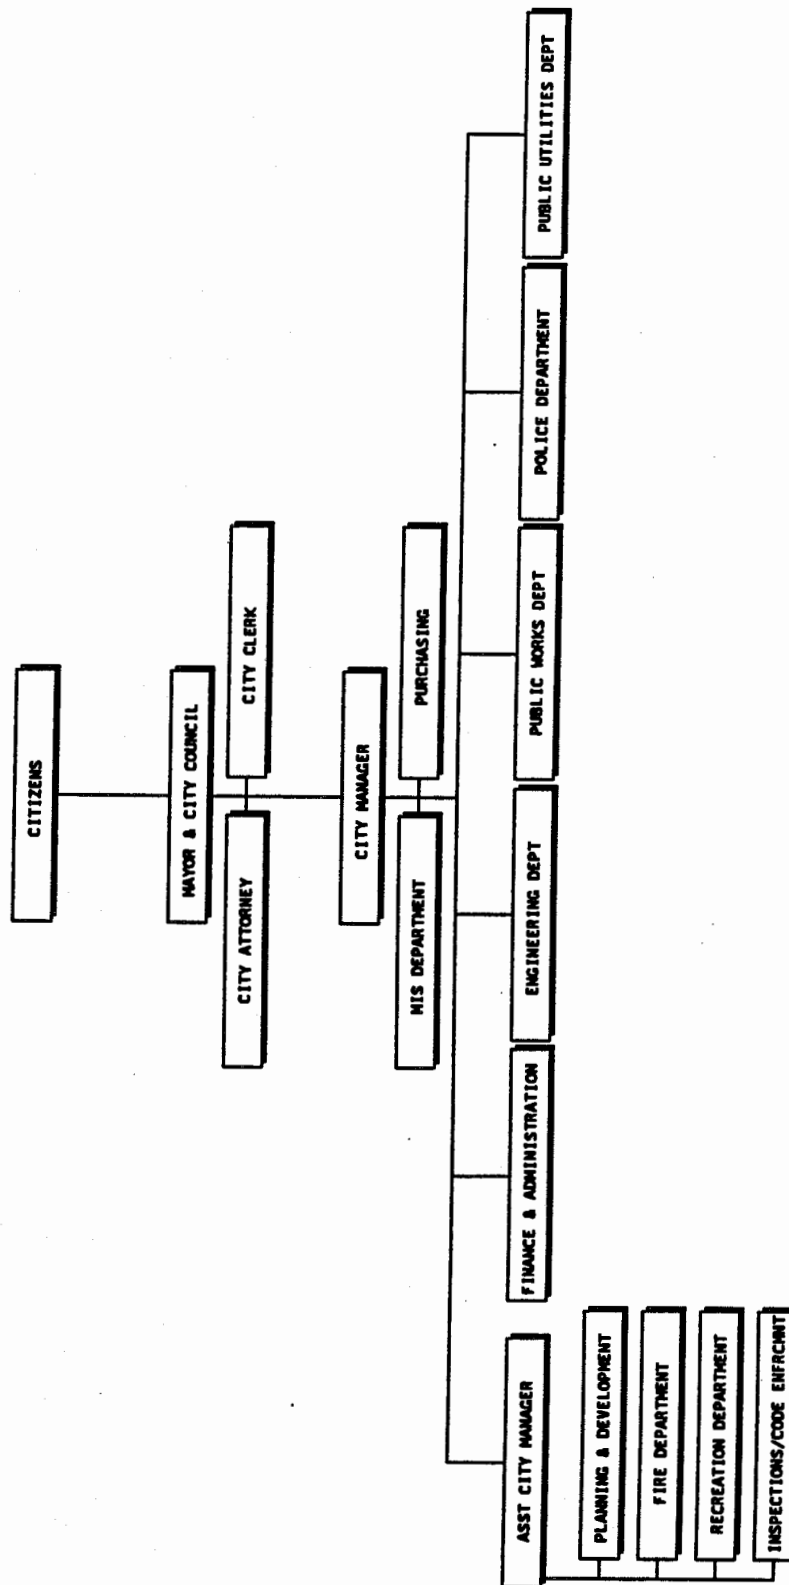 CITIZENS
MAYOR & CITY COUNCIL
CITY ATTORNEY
CITY CLERK
CITY MANAGER
MIS DEPARTMENT
PURCHASING
ASST CITY MANAGER
FINANCE & ADMINISTRATION
ENGINEERING DEPT
PUBLIC WORKS DEPT
POLICE DEPARTMENT
PUBLIC UTILITIES DEPT
PLANNING & DEVELOPMENT
FIRE DEPARTMENT
RECREATION DEPARTMENT
INSPECTIONS/CODE ENFRCMNT